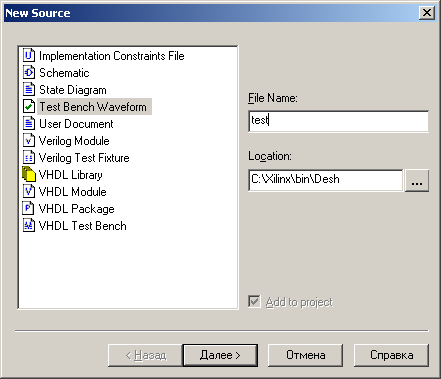 New Source
Implementation Constraints File
Schematic
State Diagram
Test Bench Waveform
User Document
Verilog Module
Verilog Test Fixture
VHDL Library
VHDL Module
VHDL Package
VHDL Test Bench
File Name:
test
Location:
C:\Xilinx\bin\Desh
...
Add to project
< Назад
Далее >
Отмена
Справка